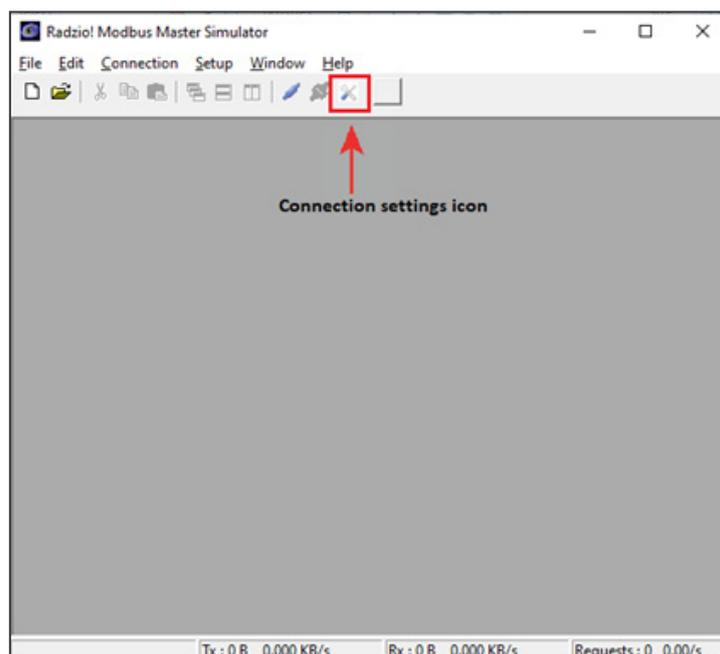 Radzio! Modbus Master Simulator
File Edit Connection Setup Window Help
Connection settings icon
Tx : 0 B 0.000 KB/s Rx : 0 B 0.000 KB/s Requests : 0 0.00/s